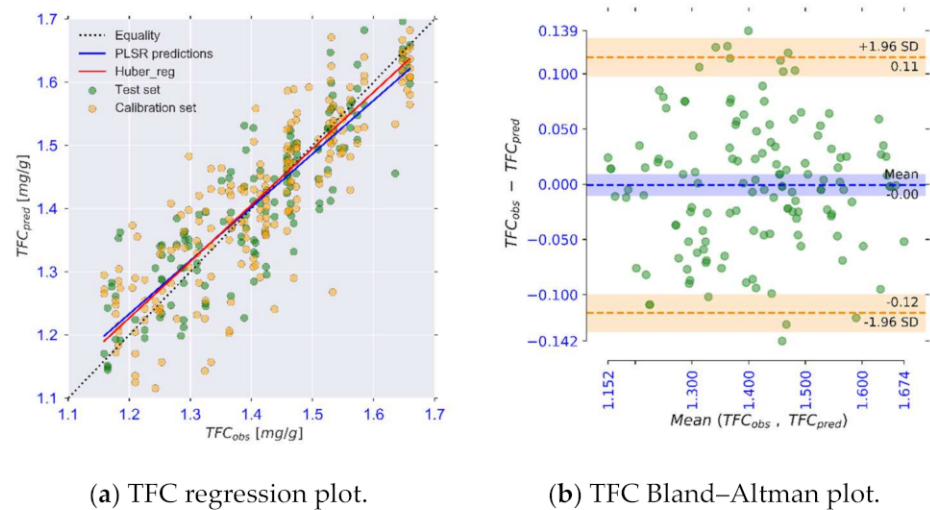 1.7
1.6
1.5
1.4
1.3
1.2
1.1
TFCpred [mg/g]
Equality
PLSR predictions
Huber_reg
Test set
Calibration set
1.1 1.2 1.3 1.4 1.5 1.6 1.7
TFCobs [mg/g]
0.139
0.100
0.050
0.000
−0.050
−0.100
−0.142
TFCobs − TFCpred
+1.96 SD
0.11
Mean
-0.00
-0.12
-1.96 SD
1.152 1.300 1.400 1.500 1.600 1.674
Mean (TFCobs , TFCpred)
(a) TFC regression plot.
(b) TFC Bland–Altman plot.